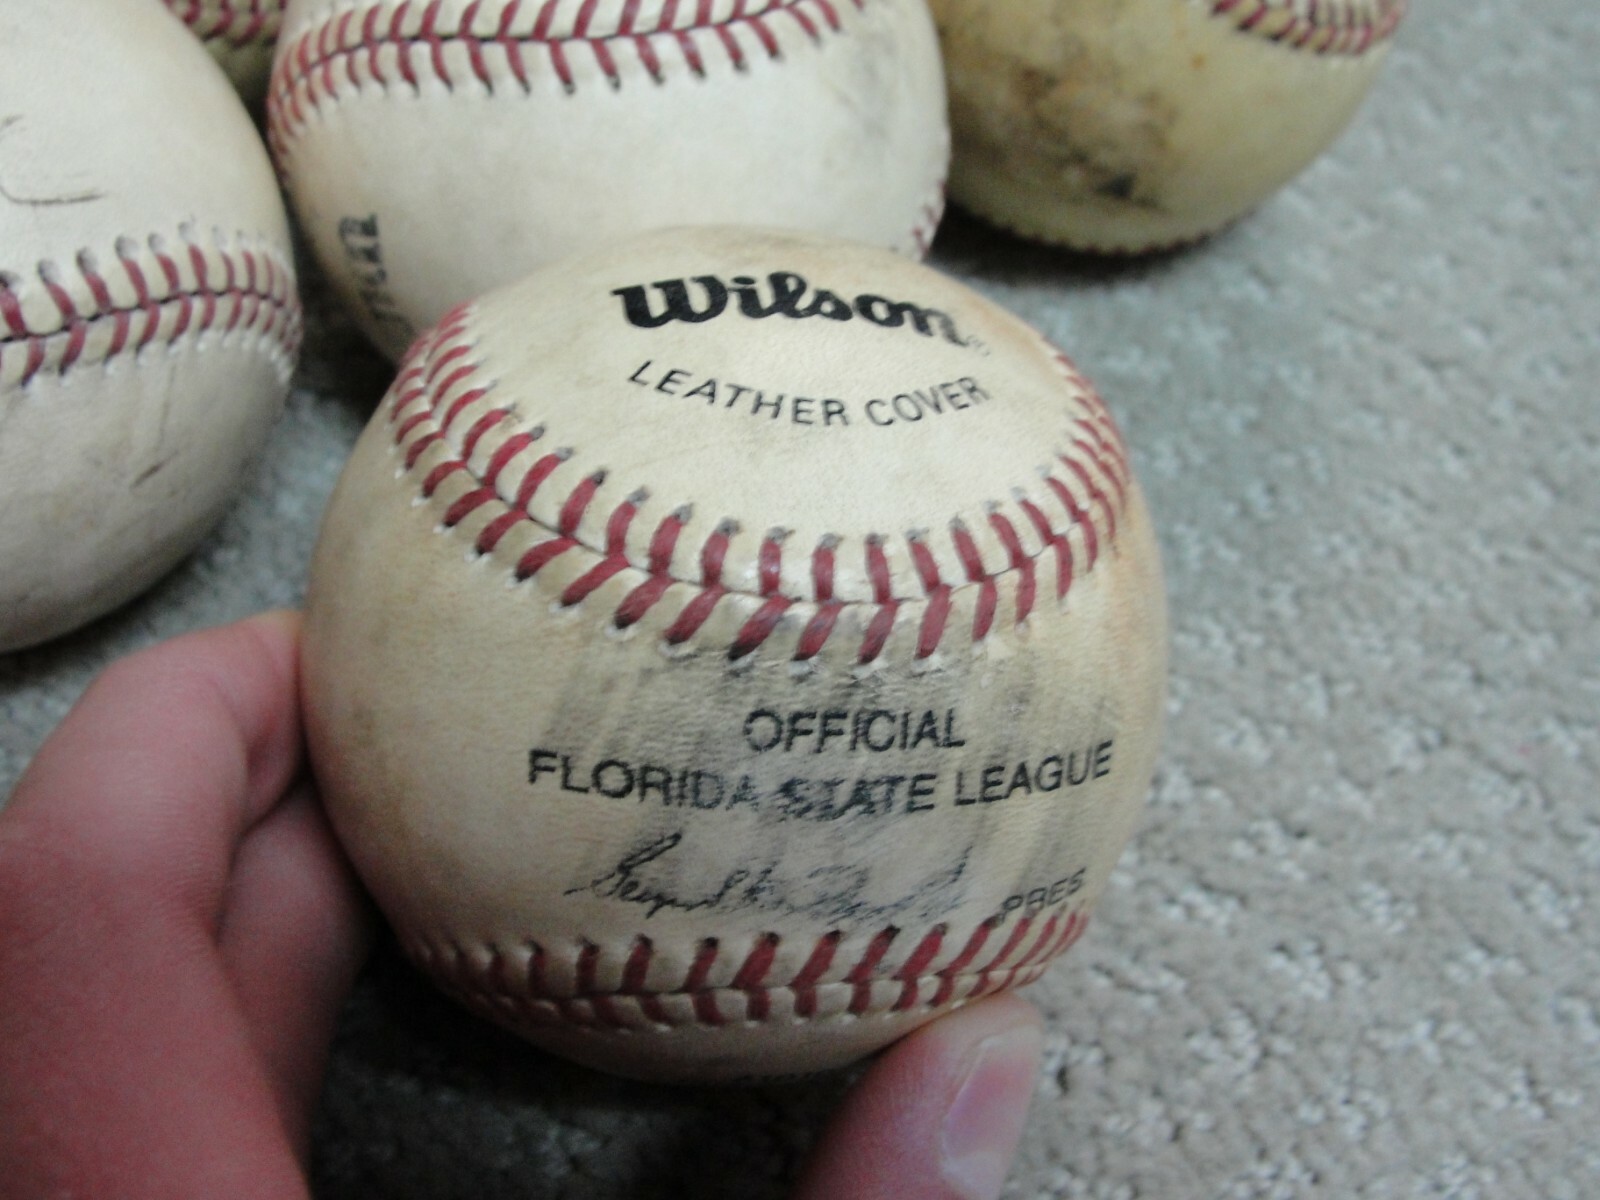 Wilson®
LEATHER COVER
OFFICIAL
FLORIDA STATE LEAGUE
PRES